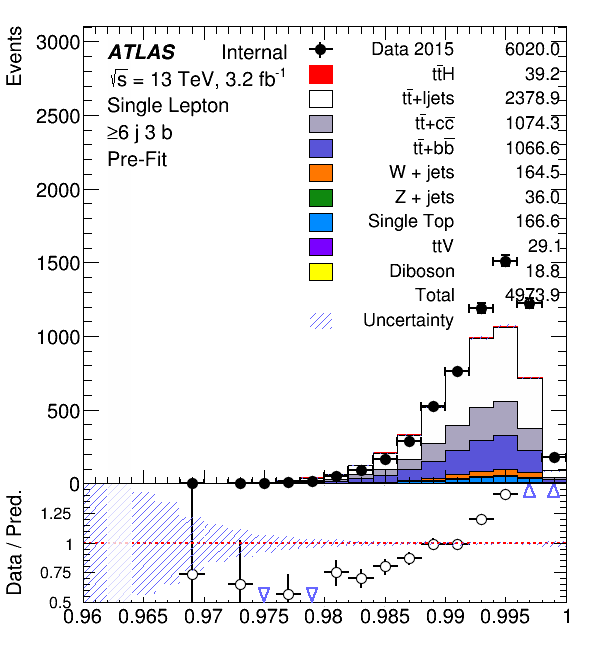 Events
3000
2500
2000
1500
1000
500
0
ATLAS Internal
√s = 13 TeV, 3.2 fb⁻¹
Single Lepton
≥6 j 3 b
Pre-Fit
Data 2015 6020.0
tt̄H 39.2
tt̄+ljets 2378.9
tt̄+cc̄ 1074.3
tt̄+bb̄ 1066.6
W + jets 164.5
Z + jets 36.0
Single Top 166.6
ttV 29.1
Diboson 18.8
Total 4973.9
Uncertainty
Data / Pred.
1.25
1
0.75
0.5
0.96 0.965 0.97 0.975 0.98 0.985 0.99 0.995 1